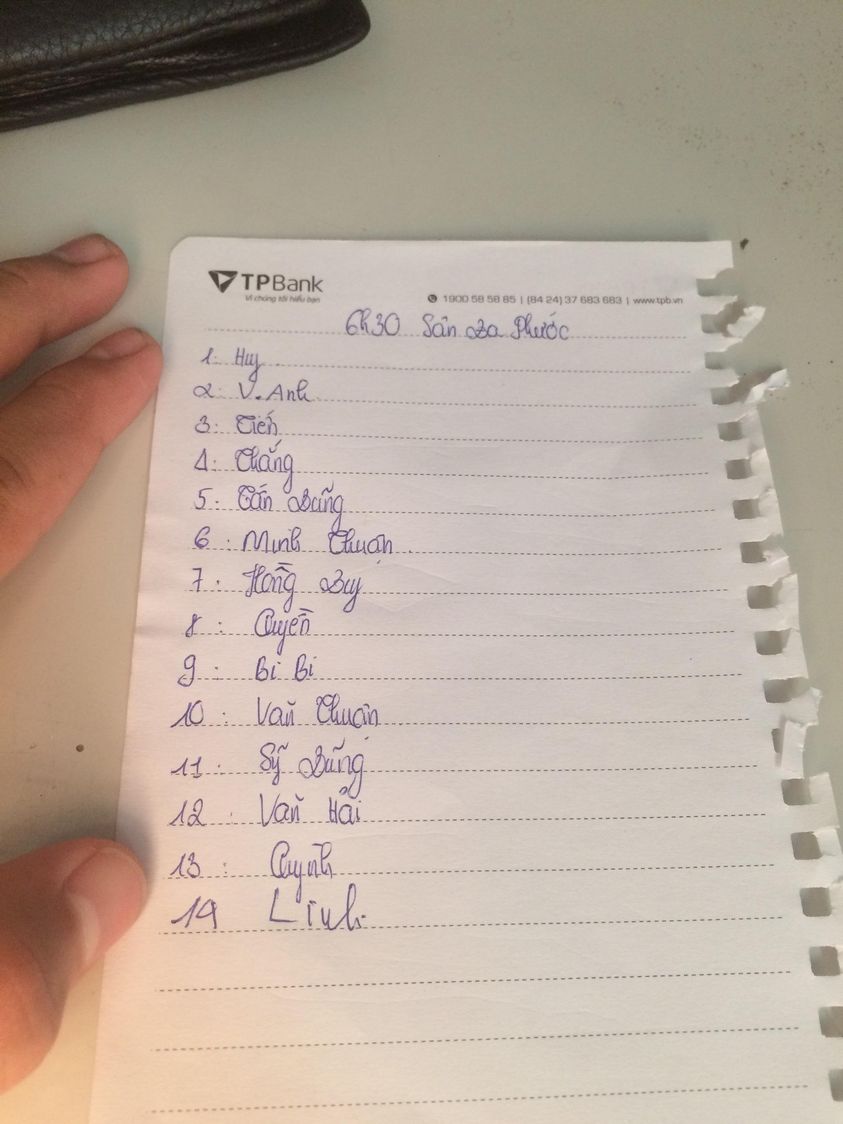 TPBank
Vì chúng tôi hiểu bạn
1900 58 58 85 | (84 24) 37 683 683 | www.tpb.vn
6h30 Sân Ba Phước
1. Huy
2. V. Anh
3. Tiến
4. Thắng
5. Tấn Dũng
6. Minh Thuận
7. Hồng Duy
8. Quyền
9. Bi Bi
10. Văn Thuận
11. Sỹ Dũng
12. Văn Hải
13. Quỳnh
14 Linh